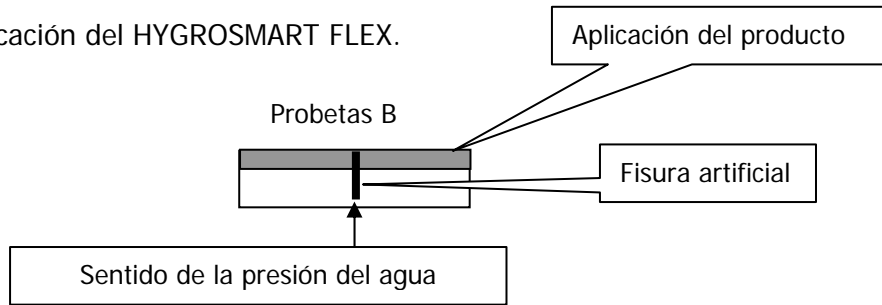 cación del HYGROSMART FLEX.
Aplicación del producto
Probetas B
Fisura artificial
Sentido de la presión del agua